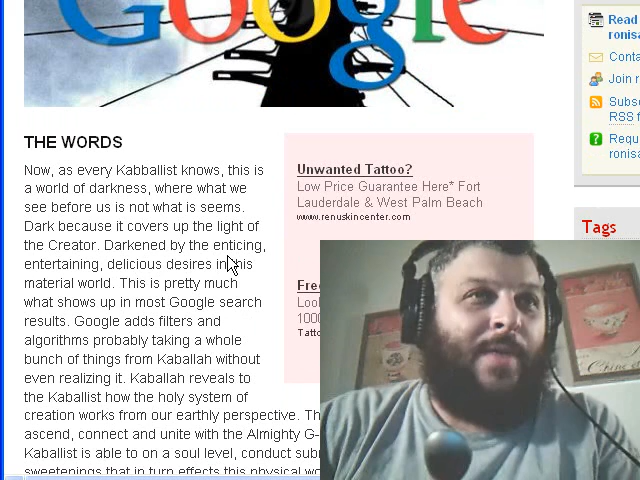 Google
THE WORDS
Now, as every Kabballist knows, this is
a world of darkness, where what we
see before us is not what is seems.
Dark because it covers up the light of
the Creator. Darkened by the enticing,
entertaining, delicious desires in this
material world. This is pretty much
what shows up in most Google search
results. Google adds filters and
algorithms probably taking a whole
bunch of things from Kaballah without
even realizing it. Kaballah reveals to
the Kaballist how the holy system of
creation works from our earthly perspective. Th
ascend, connect and unite with the Almighty G-
Kaballist is able to on a soul level, conduct sub
sweetenings that in turn effects this physical wo
Unwanted Tattoo?
Low Price Guarantee Here* Fort
Lauderdale & West Palm Beach
www.renuskincenter.com
Fre
Loo
100
Tatto
Read
ronis
Conta
Join r
Subs
RSS f
Requ
ronis
Tags